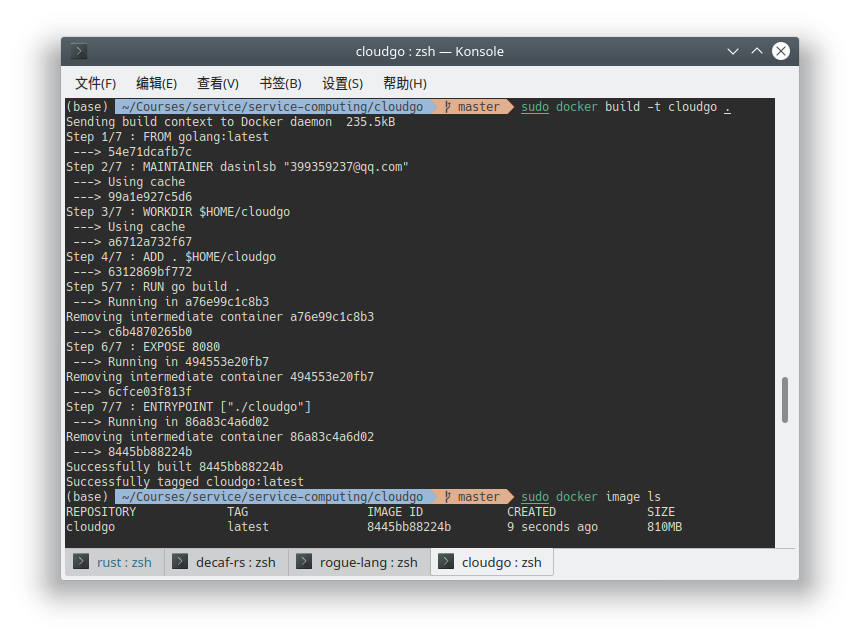 cloudgo : zsh — Konsole
文件(F) 编辑(E) 查看(V) 书签(B) 设置(S) 帮助(H)
(base) ~/Courses/service/service-computing/cloudgo master sudo docker build -t cloudgo .
Sending build context to Docker daemon  235.5kB
Step 1/7 : FROM golang:latest
 ---> 54e71dcafb7c
Step 2/7 : MAINTAINER dasinlsb "399359237@qq.com"
 ---> Using cache
 ---> 99a1e927c5d6
Step 3/7 : WORKDIR $HOME/cloudgo
 ---> Using cache
 ---> a6712a732f67
Step 4/7 : ADD . $HOME/cloudgo
 ---> 6312869bf772
Step 5/7 : RUN go build .
 ---> Running in a76e99c1c8b3
Removing intermediate container a76e99c1c8b3
 ---> c6b4870265b0
Step 6/7 : EXPOSE 8080
 ---> Running in 494553e20fb7
Removing intermediate container 494553e20fb7
 ---> 6cfce03f813f
Step 7/7 : ENTRYPOINT ["./cloudgo"]
 ---> Running in 86a83c4a6d02
Removing intermediate container 86a83c4a6d02
 ---> 8445bb88224b
Successfully built 8445bb88224b
Successfully tagged cloudgo:latest
(base) ~/Courses/service/service-computing/cloudgo master sudo docker image ls
REPOSITORY TAG IMAGE ID CREATED SIZE
cloudgo latest 8445bb88224b 9 seconds ago 810MB
rust : zsh decaf-rs : zsh rogue-lang : zsh cloudgo : zsh